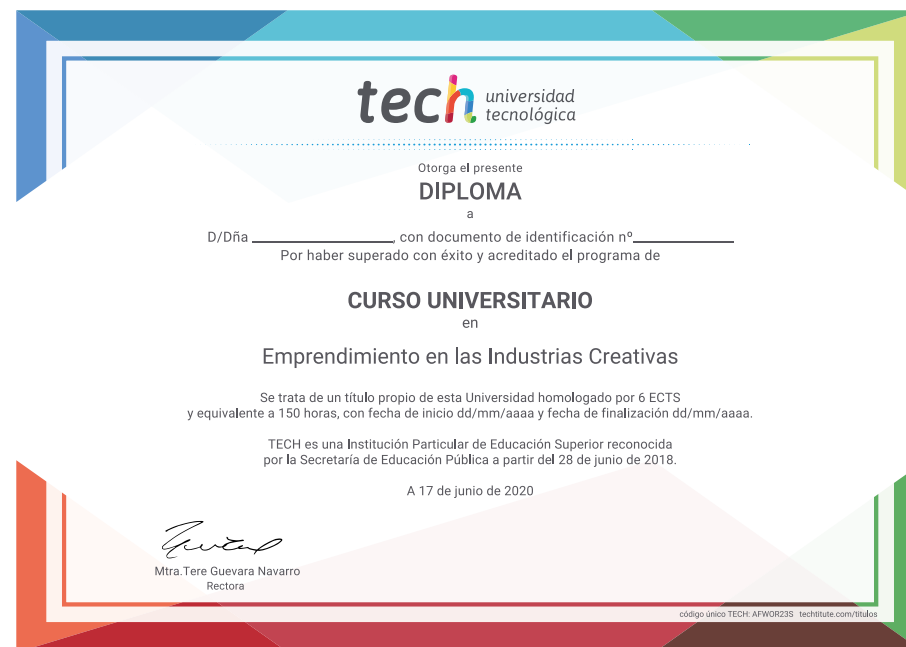 tech universidad
tecnológica
Otorga el presente
DIPLOMA
a
D/Dña ____________________, con documento de identificación nº______________
Por haber superado con éxito y acreditado el programa de
CURSO UNIVERSITARIO
en
Emprendimiento en las Industrias Creativas
Se trata de un título propio de esta Universidad homologado por 6 ECTS
y equivalente a 150 horas, con fecha de inicio dd/mm/aaaa y fecha de finalización dd/mm/aaaa.
TECH es una Institución Particular de Educación Superior reconocida
por la Secretaría de Educación Pública a partir del 28 de junio de 2018.
A 17 de junio de 2020
Mtra.Tere Guevara Navarro
Rectora
código único TECH: AFWOR23S techtitute.com/titulos